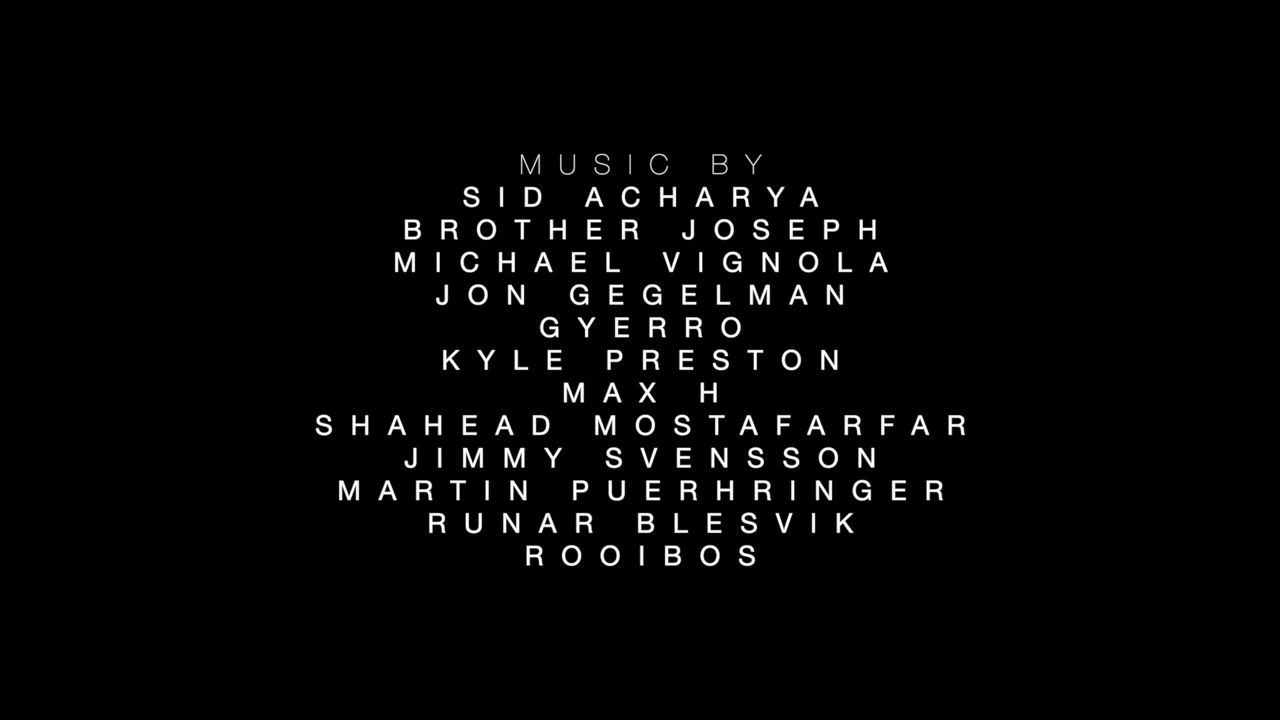 MUSIC BY
SID ACHARYA
BROTHER JOSEPH
MICHAEL VIGNOLA
JON GEGELMAN
GYERRO
KYLE PRESTON
MAX H
SHAHEAD MOSTAFARFAR
JIMMY SVENSSON
MARTIN PUERHRINGER
RUNAR BLESVIK
ROOIBOS